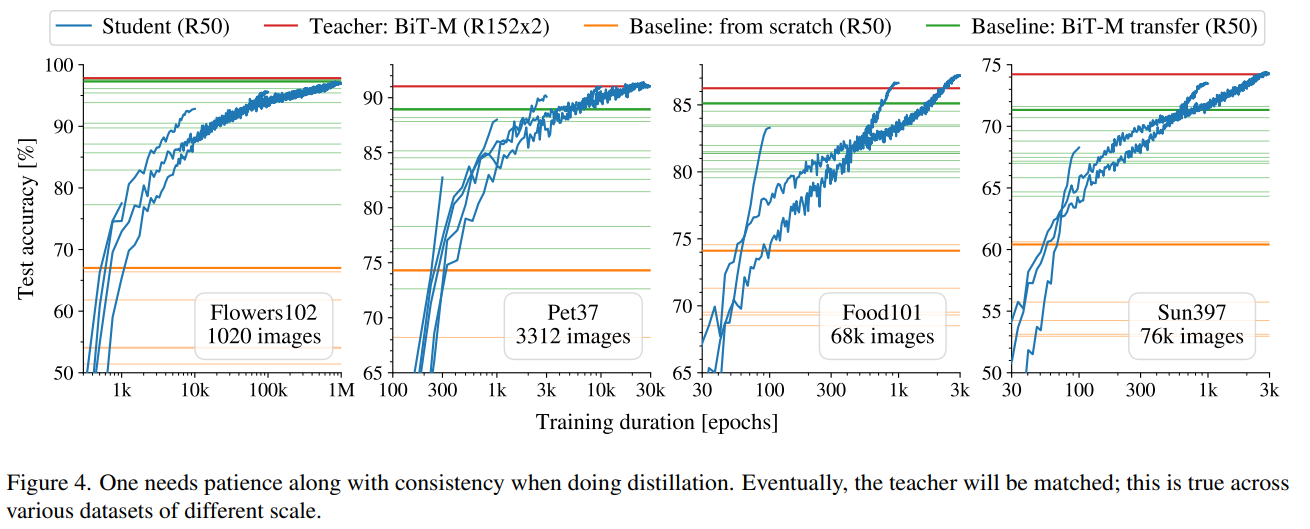 Student (R50) Teacher: BiT-M (R152x2) Baseline: from scratch (R50) Baseline: BiT-M transfer (R50)
Test accuracy [%]
100
90
80
70
60
50
1k 10k 100k 1M
Flowers102
1020 images
90
85
80
75
70
65
100 300 1k 3k 10k 30k
Pet37
3312 images
85
80
75
70
65
30 100 300 1k 3k
Food101
68k images
75
70
65
60
55
50
30 100 300 1k 3k
Sun397
76k images
Training duration [epochs]
Figure 4. One needs patience along with consistency when doing distillation. Eventually, the teacher will be matched; this is true across
various datasets of different scale.